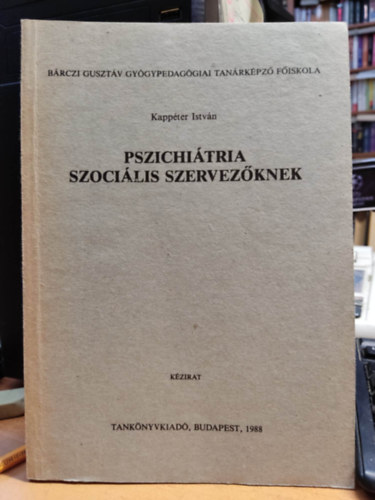 BÁRCZI GUSZTÁV GYÓGYPEDAGÓGIAI TANÁRKÉPZŐ FŐISKOLA
Kappéter István
PSZICHIÁTRIA
SZOCIÁLIS SZERVEZŐKNEK
KÉZIRAT
TANKÖNYVKIADÓ, BUDAPEST, 1988